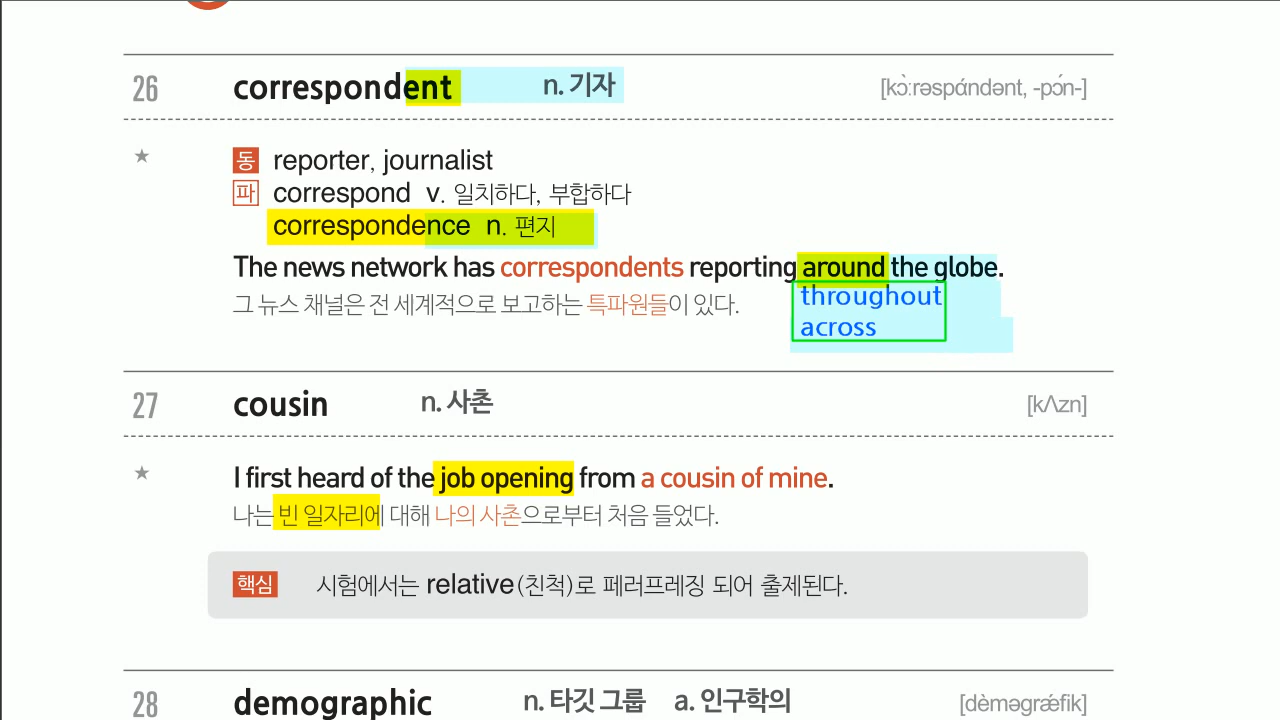 26 correspondent n. 기자 [kɔ̀ːrəspάndənt, -pɔ́n-]
★ 동 reporter, journalist
파 correspond v. 일치하다, 부합하다
correspondence n. 편지
The news network has correspondents reporting around the globe.
그 뉴스 채널은 전 세계적으로 보고하는 특파원들이 있다.
throughout
across
27 cousin n. 사촌 [kΛzn]
★ I first heard of the job opening from a cousin of mine.
나는 빈 일자리에 대해 나의 사촌으로부터 처음 들었다.
핵심 시험에서는 relative(친척)로 페러프레징 되어 출제된다.
28 demographic n. 타깃 그룹 a. 인구학의 [dèməgrǽfik]